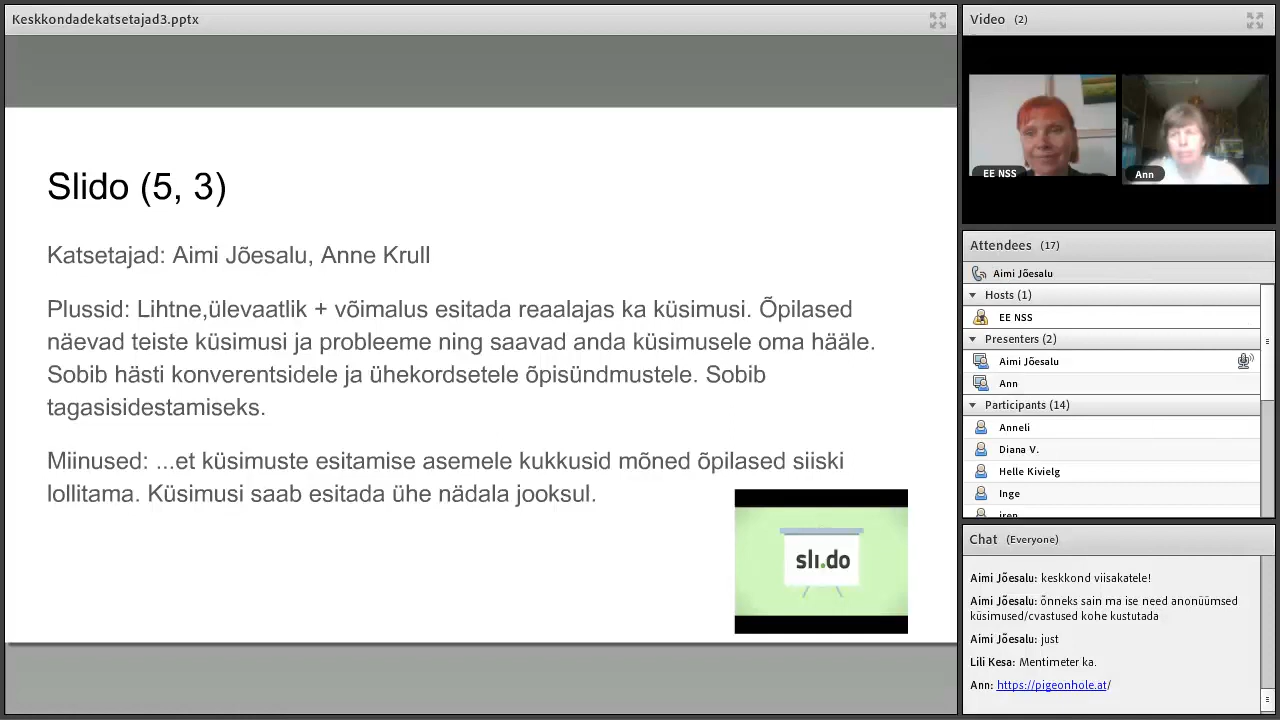 Keskkondadekatsetajad3.pptx
Slido (5, 3)
Katsetajad: Aimi Jõesalu, Anne Krull
Plussid: Lihtne,ülevaatlik + võimalus esitada reaalajas ka küsimusi. Õpilased
näevad teiste küsimusi ja probleeme ning saavad anda küsimusele oma hääle.
Sobib hästi konverentsidele ja ühekordsetele õpisündmustele. Sobib
tagasisidestamiseks.
Miinused: ...et küsimuste esitamise asemele kukkusid mõned õpilased siiski
lollitama. Küsimusi saab esitada ühe nädala jooksul.
sli.do
Video (2)
EE NSS
Ann
Attendees (17)
Aimi Jõesalu
Hosts (1)
EE NSS
Presenters (2)
Aimi Jõesalu
Ann
Participants (14)
Anneli
Diana V.
Helle Kivielg
Inge
iren
Chat (Everyone)
Aimi Jõesalu: keskkond viisakatele!
Aimi Jõesalu: õnneks sain ma ise need anonüümsed
küsimused/cvastused kohe kustutada
Aimi Jõesalu: just
Lili Kesa: Mentimeter ka.
Ann: https://pigeonhole.at/